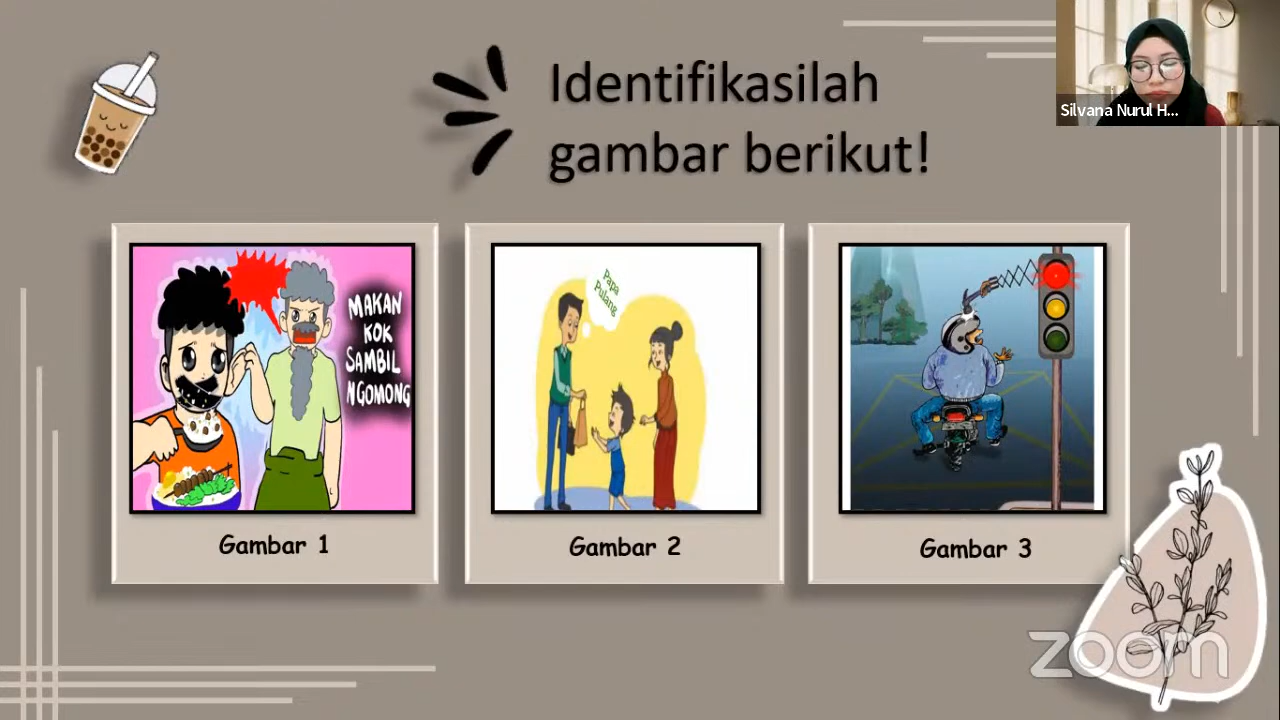 Identifikasilah
gambar berikut!
Silvana Nurul H...
MAKAN
KOK
SAMBIL
NGOMONG
Papa
Pulang
Gambar 1
Gambar 2
Gambar 3
zoom